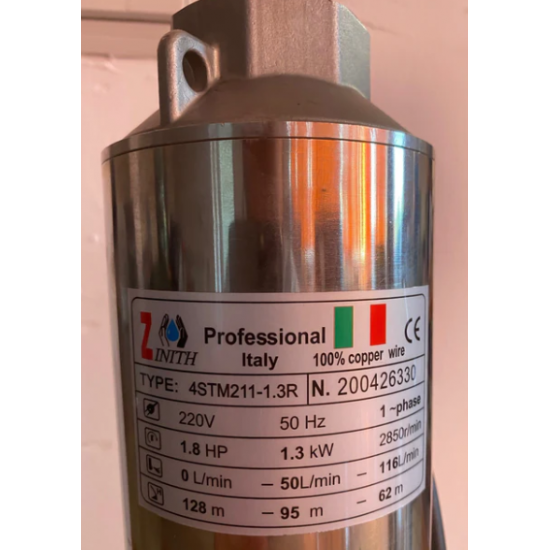 ZINITH
Professional
Italy
100% copper wire
CE
TYPE: 4STM211-1.3R N. 200426330
220V 50 Hz 1 ~phase
1.8 HP 1.3 kW 2850r/min
0 L/min – 50L/min – 116L/min
128 m – 95 m – 62 m